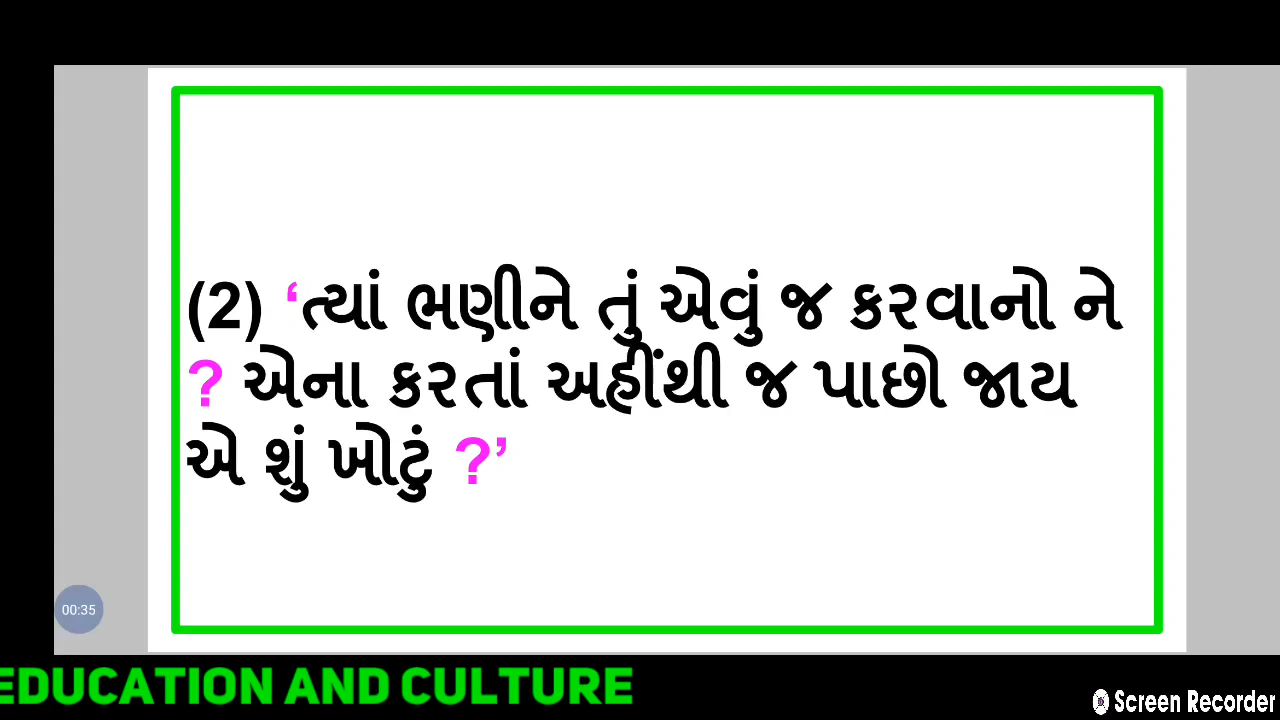 (2) ‘ત્યાં ભણીને તું એવું જ કરવાનો ને
? એના કરતાં અહીંથી જ પાછો જાય
એ શું ખોટું ?’
00:35
EDUCATION AND CULTURE
Screen Recorder